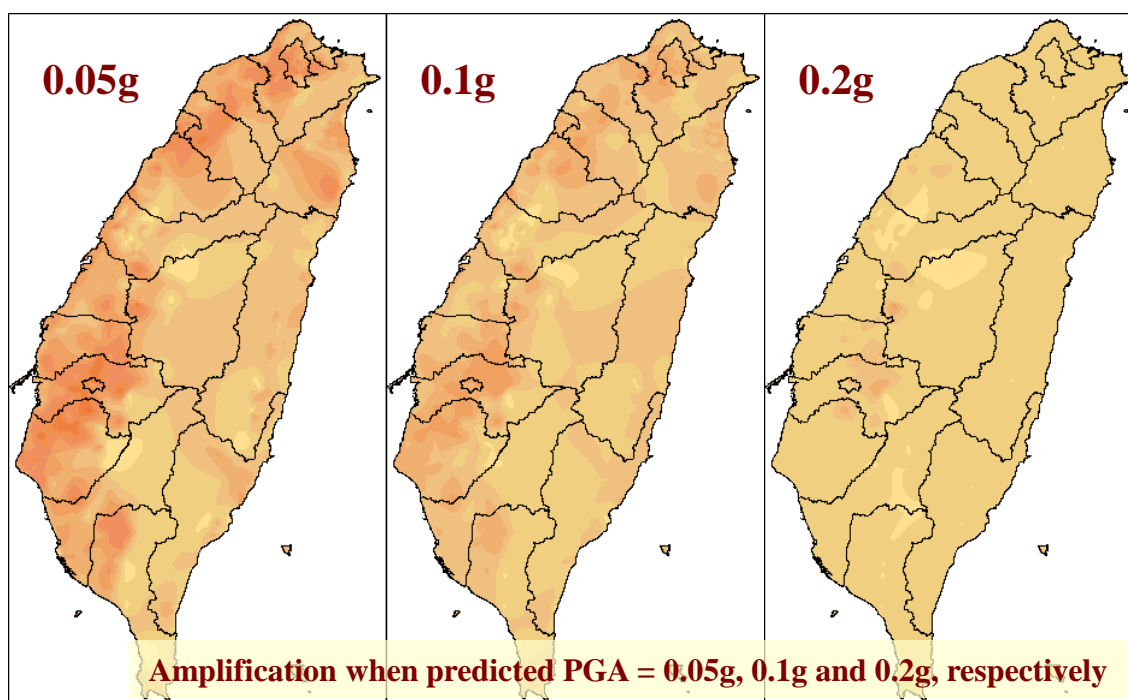 0.05g
0.1g
0.2g
Amplification when predicted PGA = 0.05g, 0.1g and 0.2g, respectively